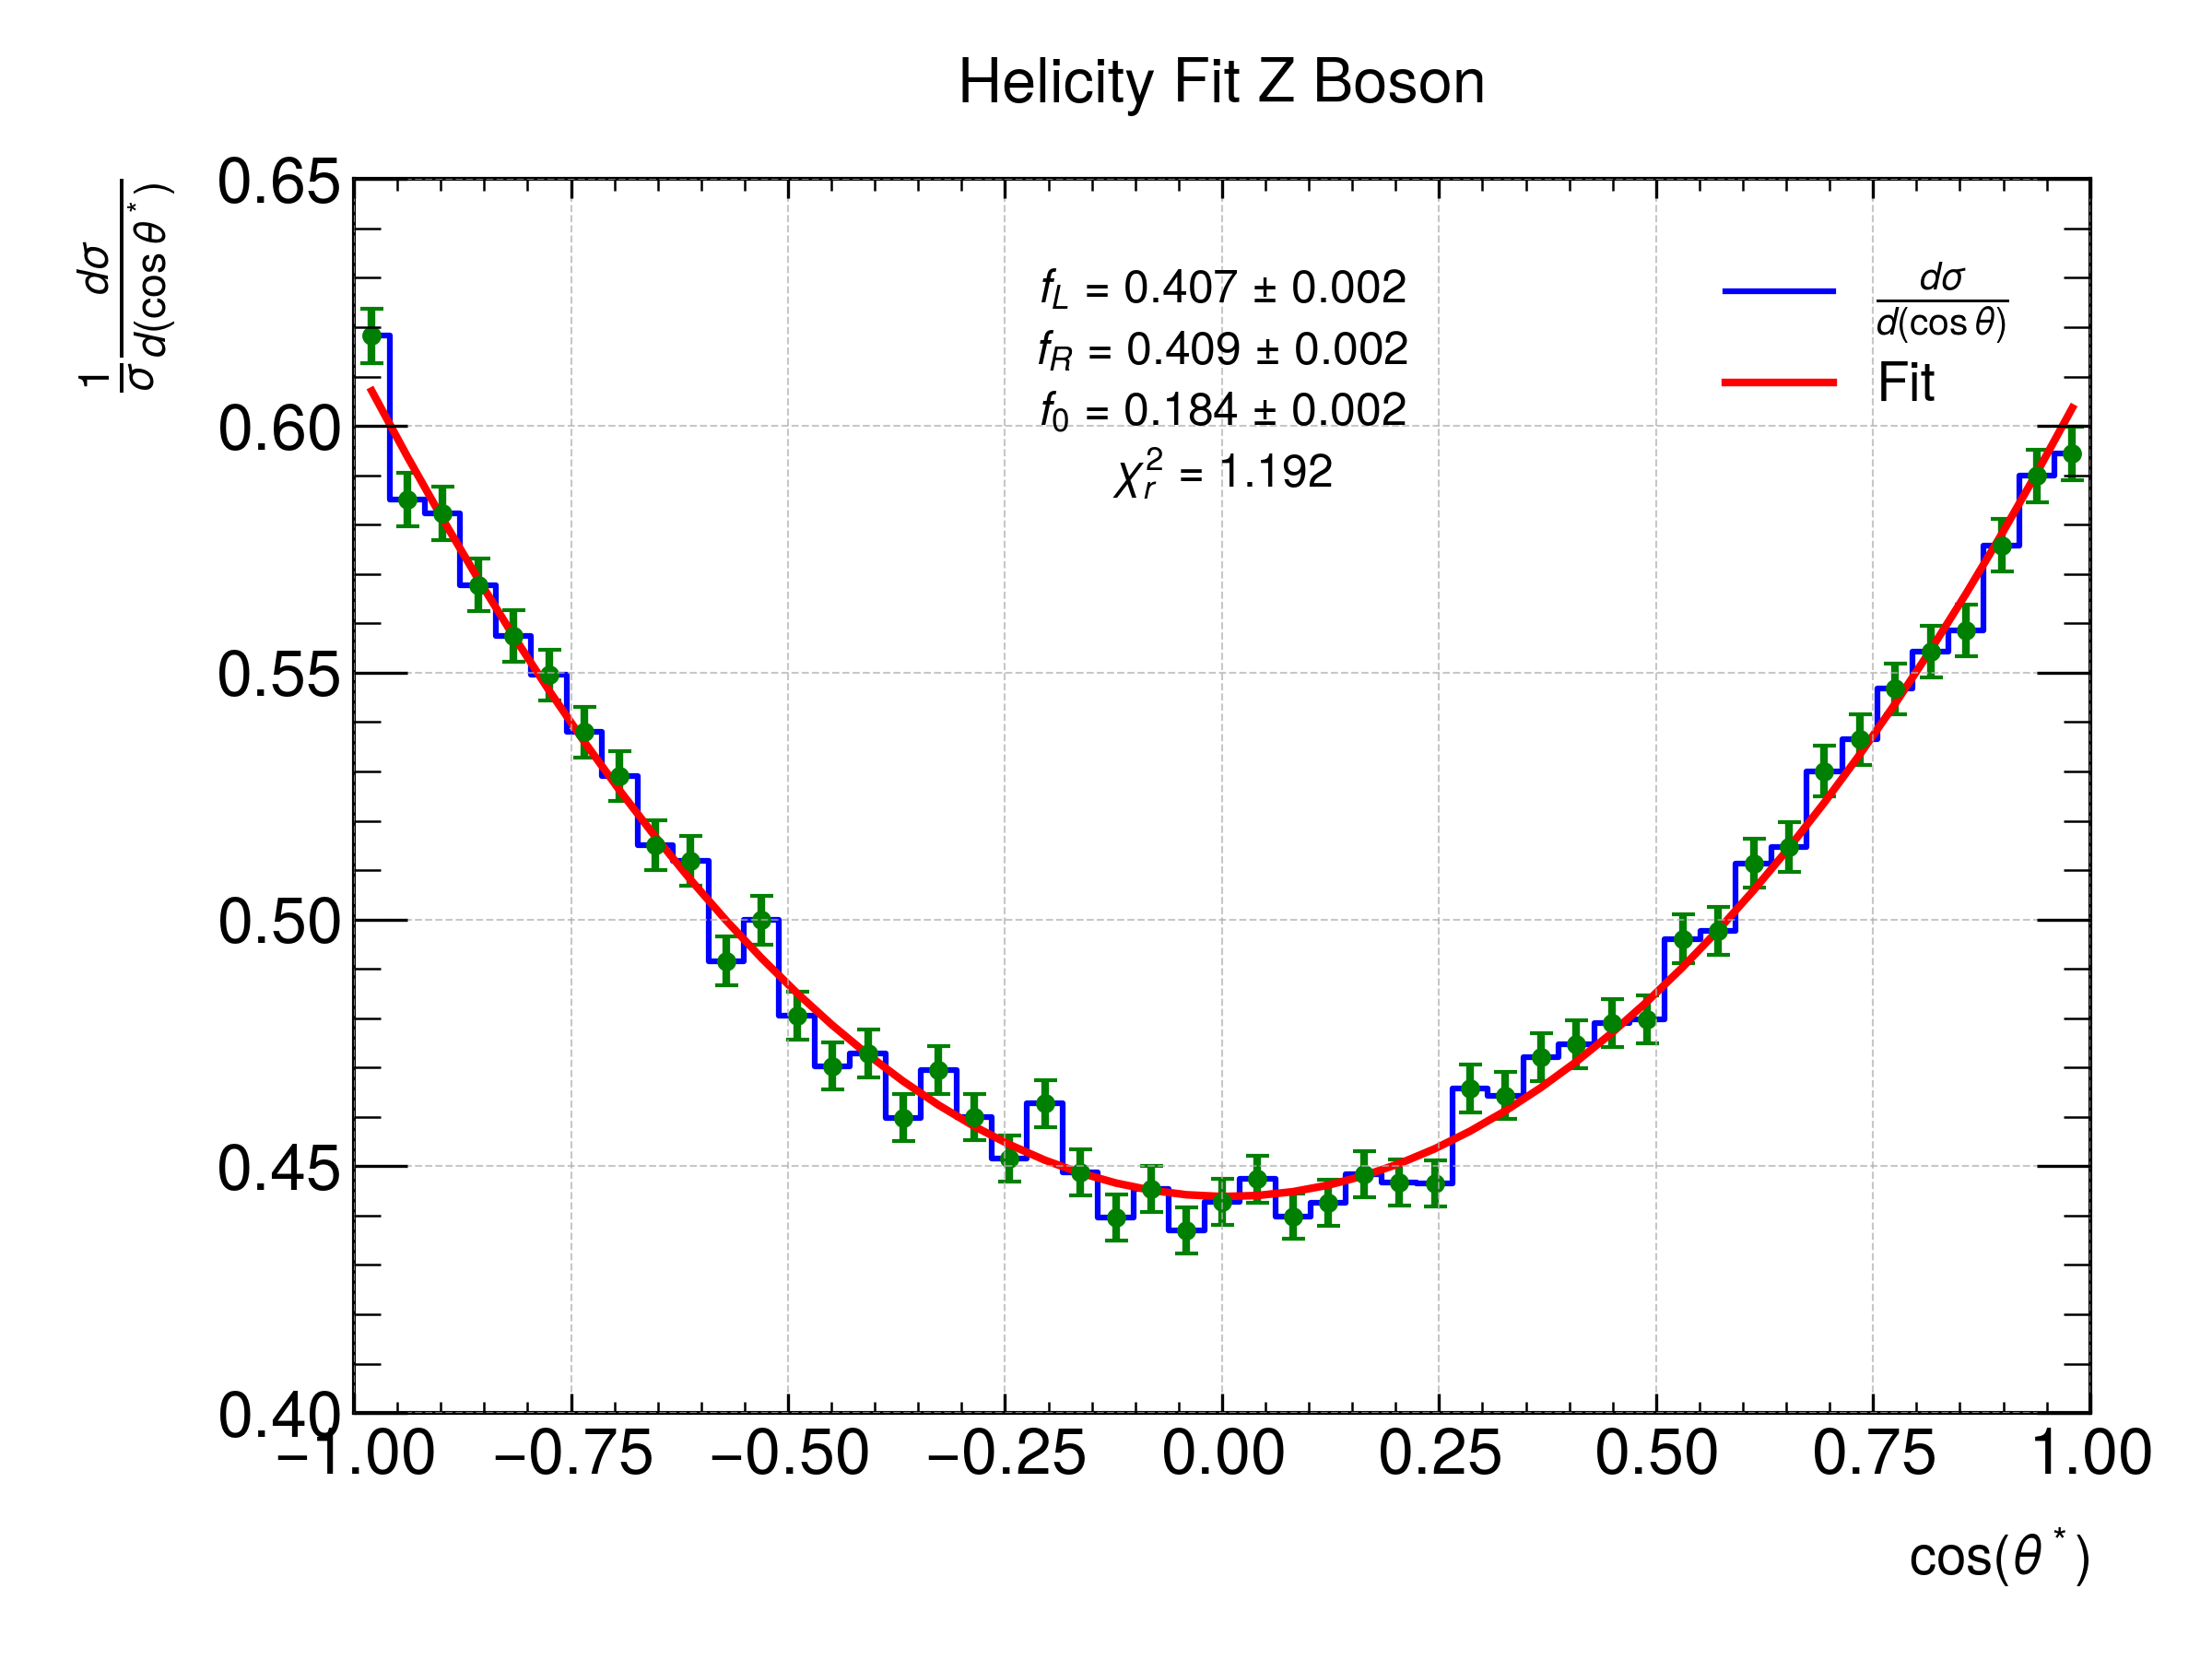 Helicity Fit Z Boson
1/σ dσ/d(cos θ*)
0.65
0.60
0.55
0.50
0.45
0.40
f_L = 0.407 ± 0.002
f_R = 0.409 ± 0.002
f_0 = 0.184 ± 0.002
χ_r^2 = 1.192
dσ/d(cos θ)
Fit
−1.00 −0.75 −0.50 −0.25 0.00 0.25 0.50 0.75 1.00
cos(θ*)